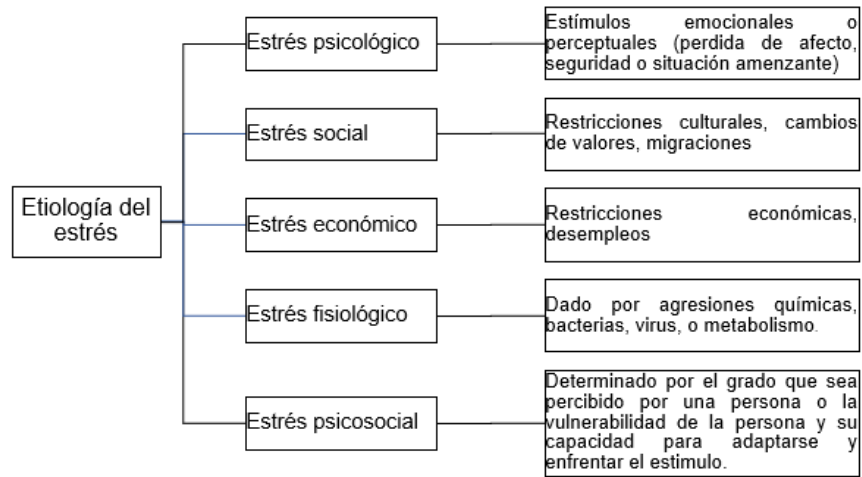 Etiología del
estrés
Estrés psicológico
Estímulos emocionales o
perceptuales (perdida de afecto,
seguridad o situación amenzante)
Estrés social
Restricciones culturales, cambios
de valores, migraciones
Estrés económico
Restricciones económicas,
desempleos
Estrés fisiológico
Dado por agresiones químicas,
bacterias, virus, o metabolismo.
Estrés psicosocial
Determinado por el grado que sea
percibido por una persona o la
vulnerabilidad de la persona y su
capacidad para adaptarse y
enfrentar el estimulo.